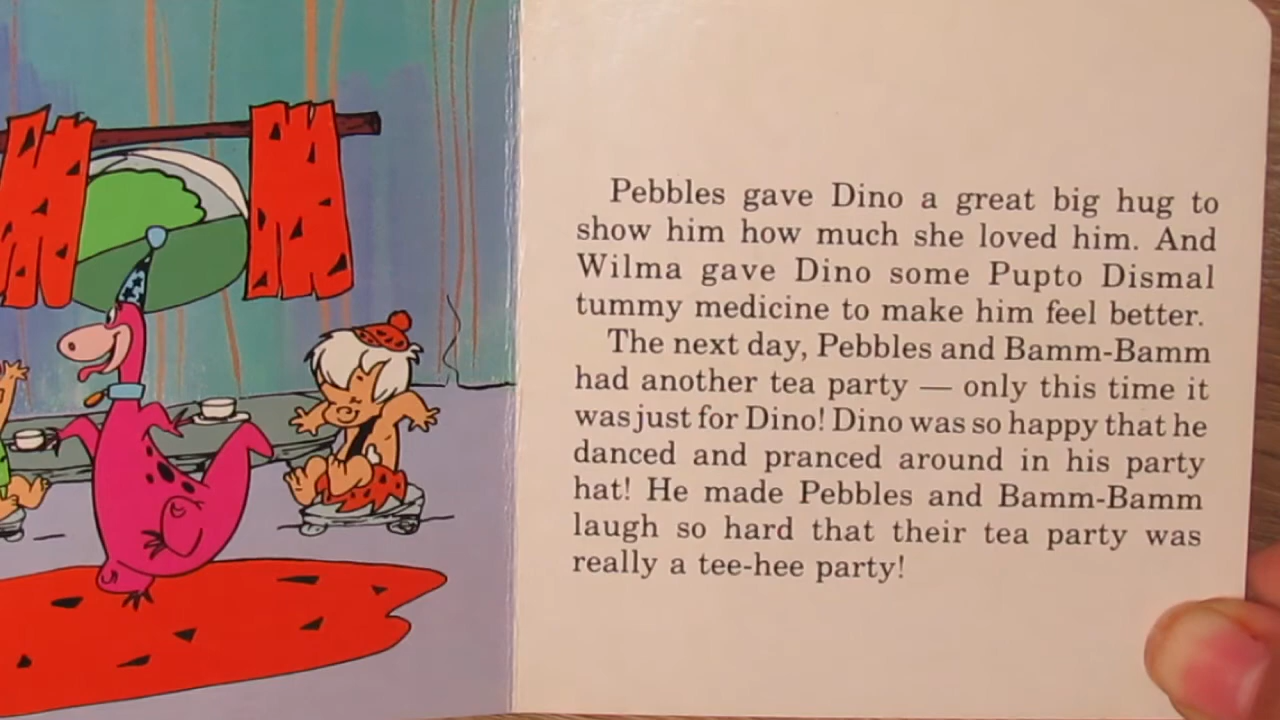 Pebbles gave Dino a great big hug to
show him how much she loved him. And
Wilma gave Dino some Pupto Dismal
tummy medicine to make him feel better.
The next day, Pebbles and Bamm-Bamm
had another tea party — only this time it
was just for Dino! Dino was so happy that he
danced and pranced around in his party
hat! He made Pebbles and Bamm-Bamm
laugh so hard that their tea party was
really a tee-hee party!